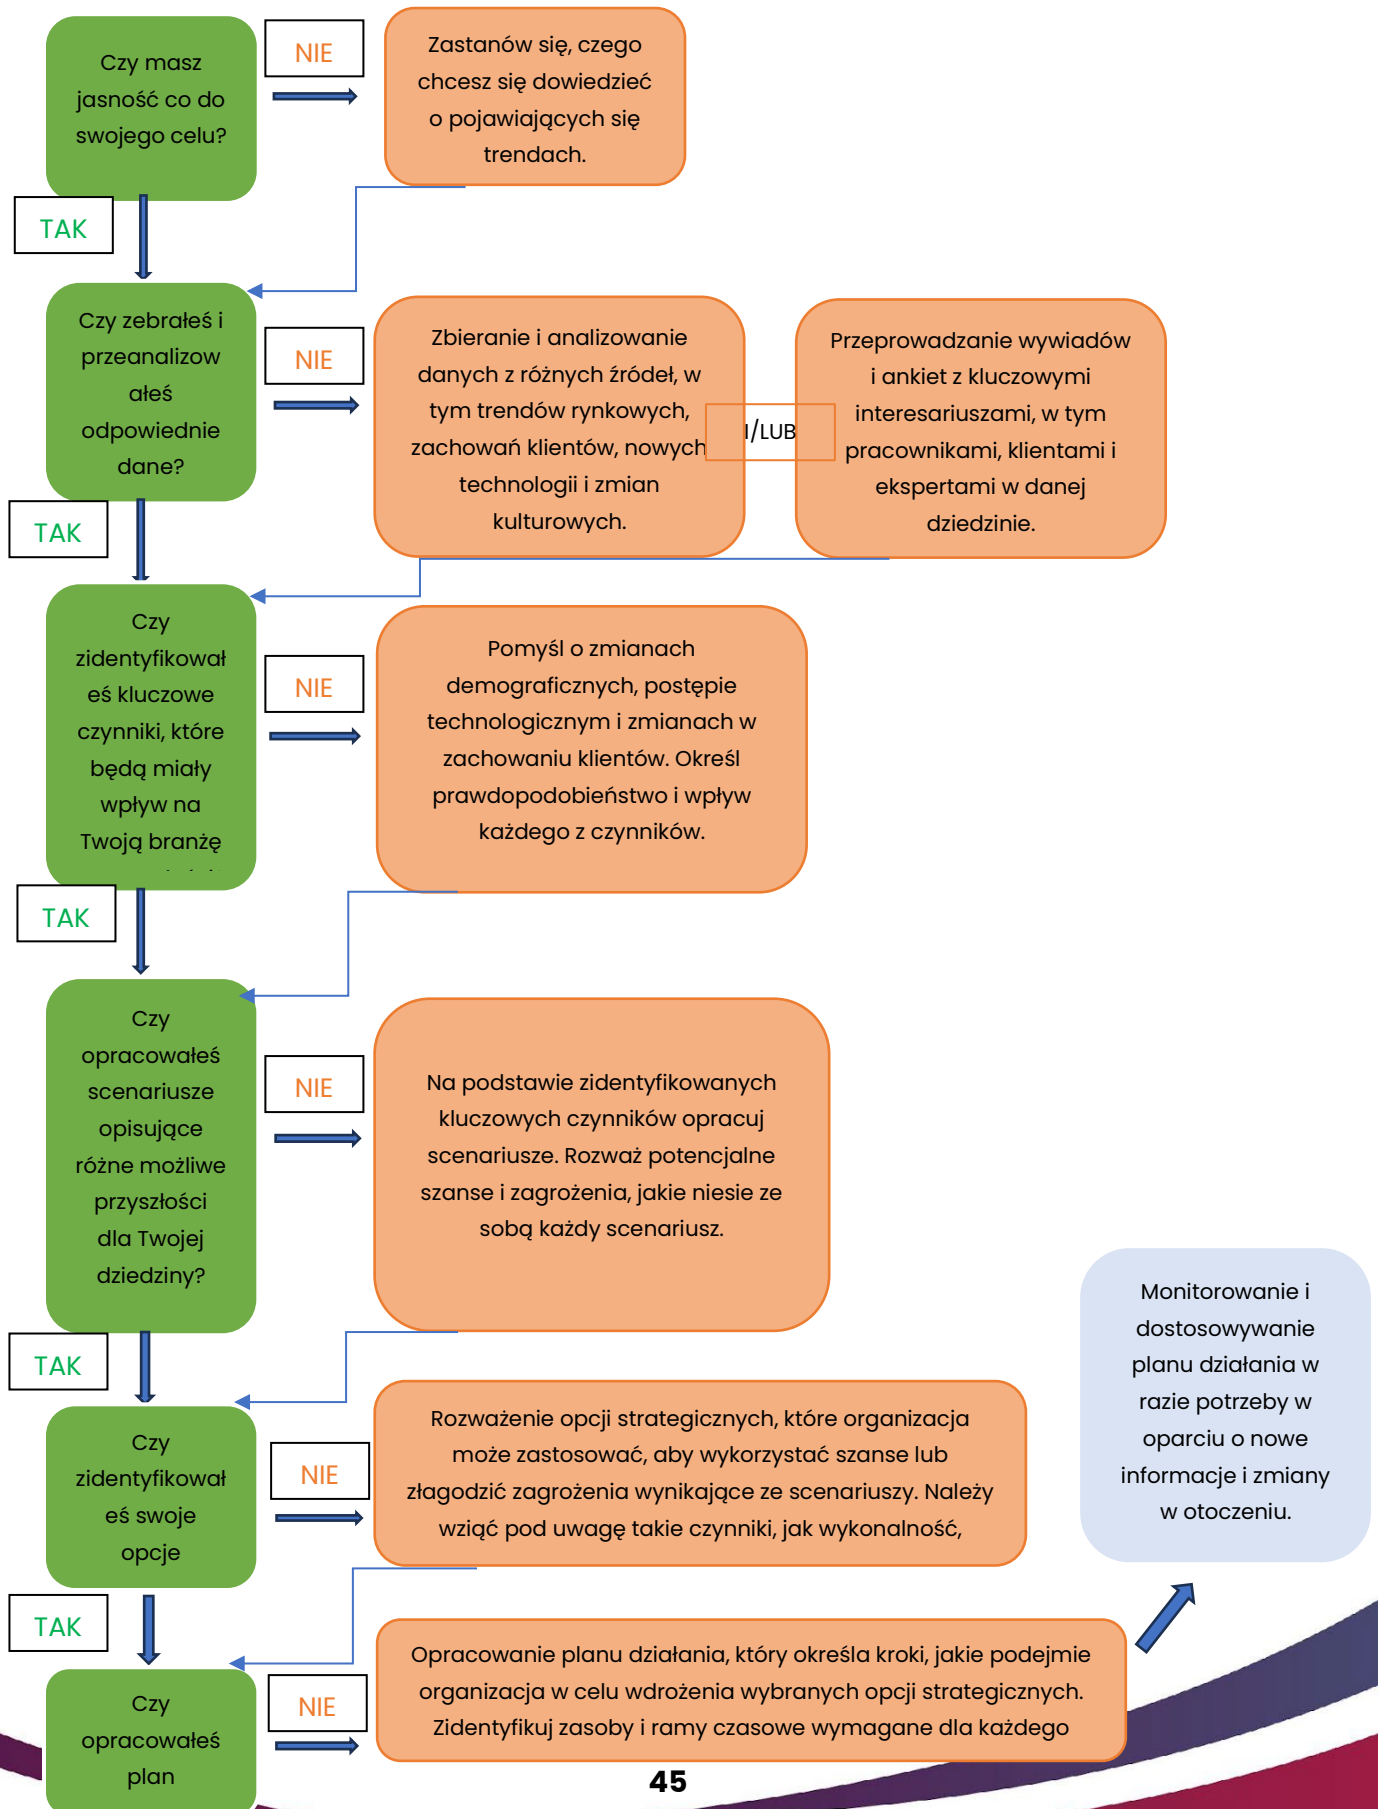 Czy masz
jasność co do
swojego celu?
NIE
Zastanów się, czego
chcesz się dowiedzieć
o pojawiających się
trendach.
TAK
Czy zebrałeś i
przeanalizow
ałeś
odpowiednie
dane?
NIE
Zbieranie i analizowanie
danych z różnych źródeł, w
tym trendów rynkowych,
zachowań klientów, nowych
technologii i zmian
kulturowych.
I/LUB
Przeprowadzanie wywiadów
i ankiet z kluczowymi
interesariuszami, w tym
pracownikami, klientami i
ekspertami w danej
dziedzinie.
TAK
Czy
zidentyfikował
eś kluczowe
czynniki, które
będą miały
wpływ na
Twoją branżę
NIE
Pomyśl o zmianach
demograficznych, postępie
technologicznym i zmianach w
zachowaniu klientów. Określ
prawdopodobieństwo i wpływ
każdego z czynników.
TAK
Czy
opracowałeś
scenariusze
opisujące
różne możliwe
przyszłości
dla Twojej
dziedziny?
NIE
Na podstawie zidentyfikowanych
kluczowych czynników opracuj
scenariusze. Rozważ potencjalne
szanse i zagrożenia, jakie niesie ze
sobą każdy scenariusz.
TAK
Czy
zidentyfikował
eś swoje
opcje
NIE
Rozważenie opcji strategicznych, które organizacja
może zastosować, aby wykorzystać szanse lub
złagodzić zagrożenia wynikające ze scenariuszy. Należy
wziąć pod uwagę takie czynniki, jak wykonalność,
TAK
Czy
opracowałeś
plan
NIE
Opracowanie planu działania, który określa kroki, jakie podejmie
organizacja w celu wdrożenia wybranych opcji strategicznych.
Zidentyfikuj zasoby i ramy czasowe wymagane dla każdego
Monitorowanie i
dostosowywanie
planu działania w
razie potrzeby w
oparciu o nowe
informacje i zmiany
w otoczeniu.
45